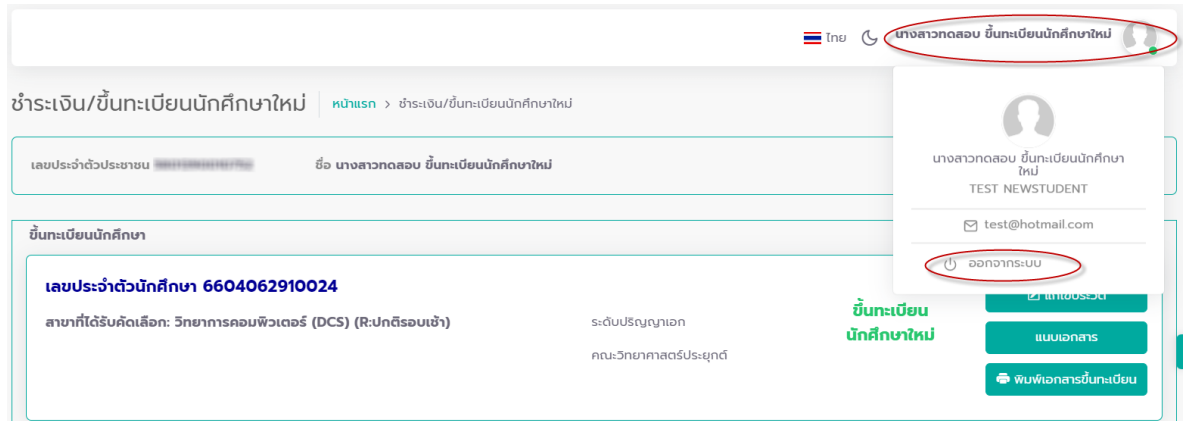 ไทย นางสาวทดสอบ ขึ้นทะเบียนนักศึกษาใหม่
ชำระเงิน/ขึ้นทะเบียนนักศึกษาใหม่ หน้าแรก > ชำระเงิน/ขึ้นทะเบียนนักศึกษาใหม่
เลขประจำตัวประชาชน ชื่อ นางสาวทดสอบ ขึ้นทะเบียนนักศึกษาใหม่
นางสาวทดสอบ ขึ้นทะเบียนนักศึกษา
ใหม่
TEST NEWSTUDENT
test@hotmail.com
ออกจากระบบ
ขึ้นทะเบียนนักศึกษา
เลขประจำตัวนักศึกษา 6604062910024
สาขาที่ได้รับคัดเลือก: วิทยาการคอมพิวเตอร์ (DCS) (R:ปกติรอบเช้า)
ระดับปริญญาเอก
คณะวิทยาศาสตร์ประยุกต์
ขึ้นทะเบียน
นักศึกษาใหม่
แก้ไขประวัติ
แนบเอกสาร
พิมพ์เอกสารขึ้นทะเบียน